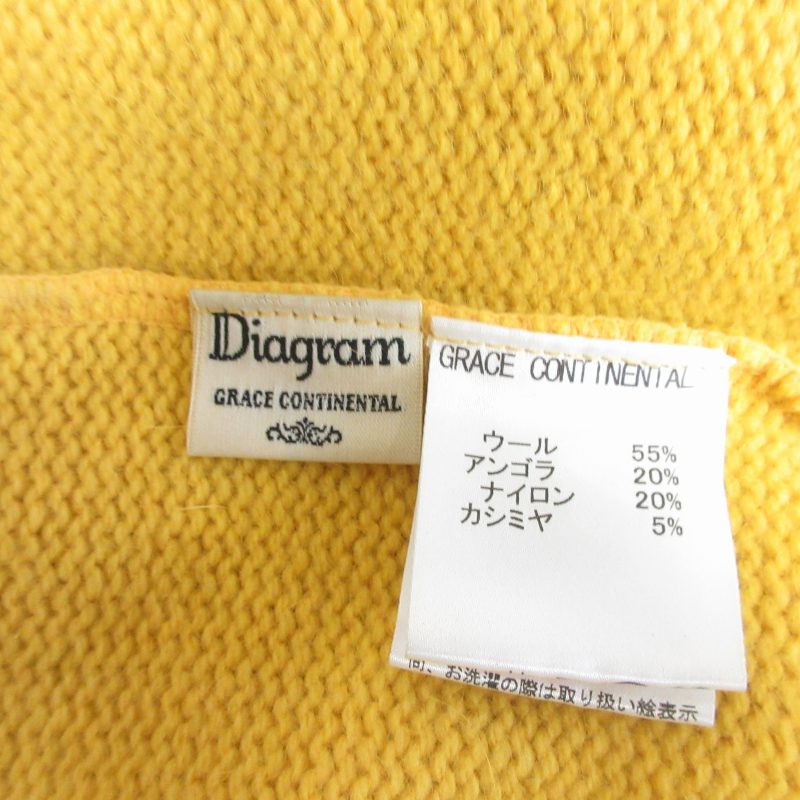 Diagram
GRACE CONTINENTAL
GRACE CONTINENTAL
ウール 55%
アンゴラ 20%
ナイロン 20%
カシミヤ 5%
お洗濯の際は取り扱い絵表示